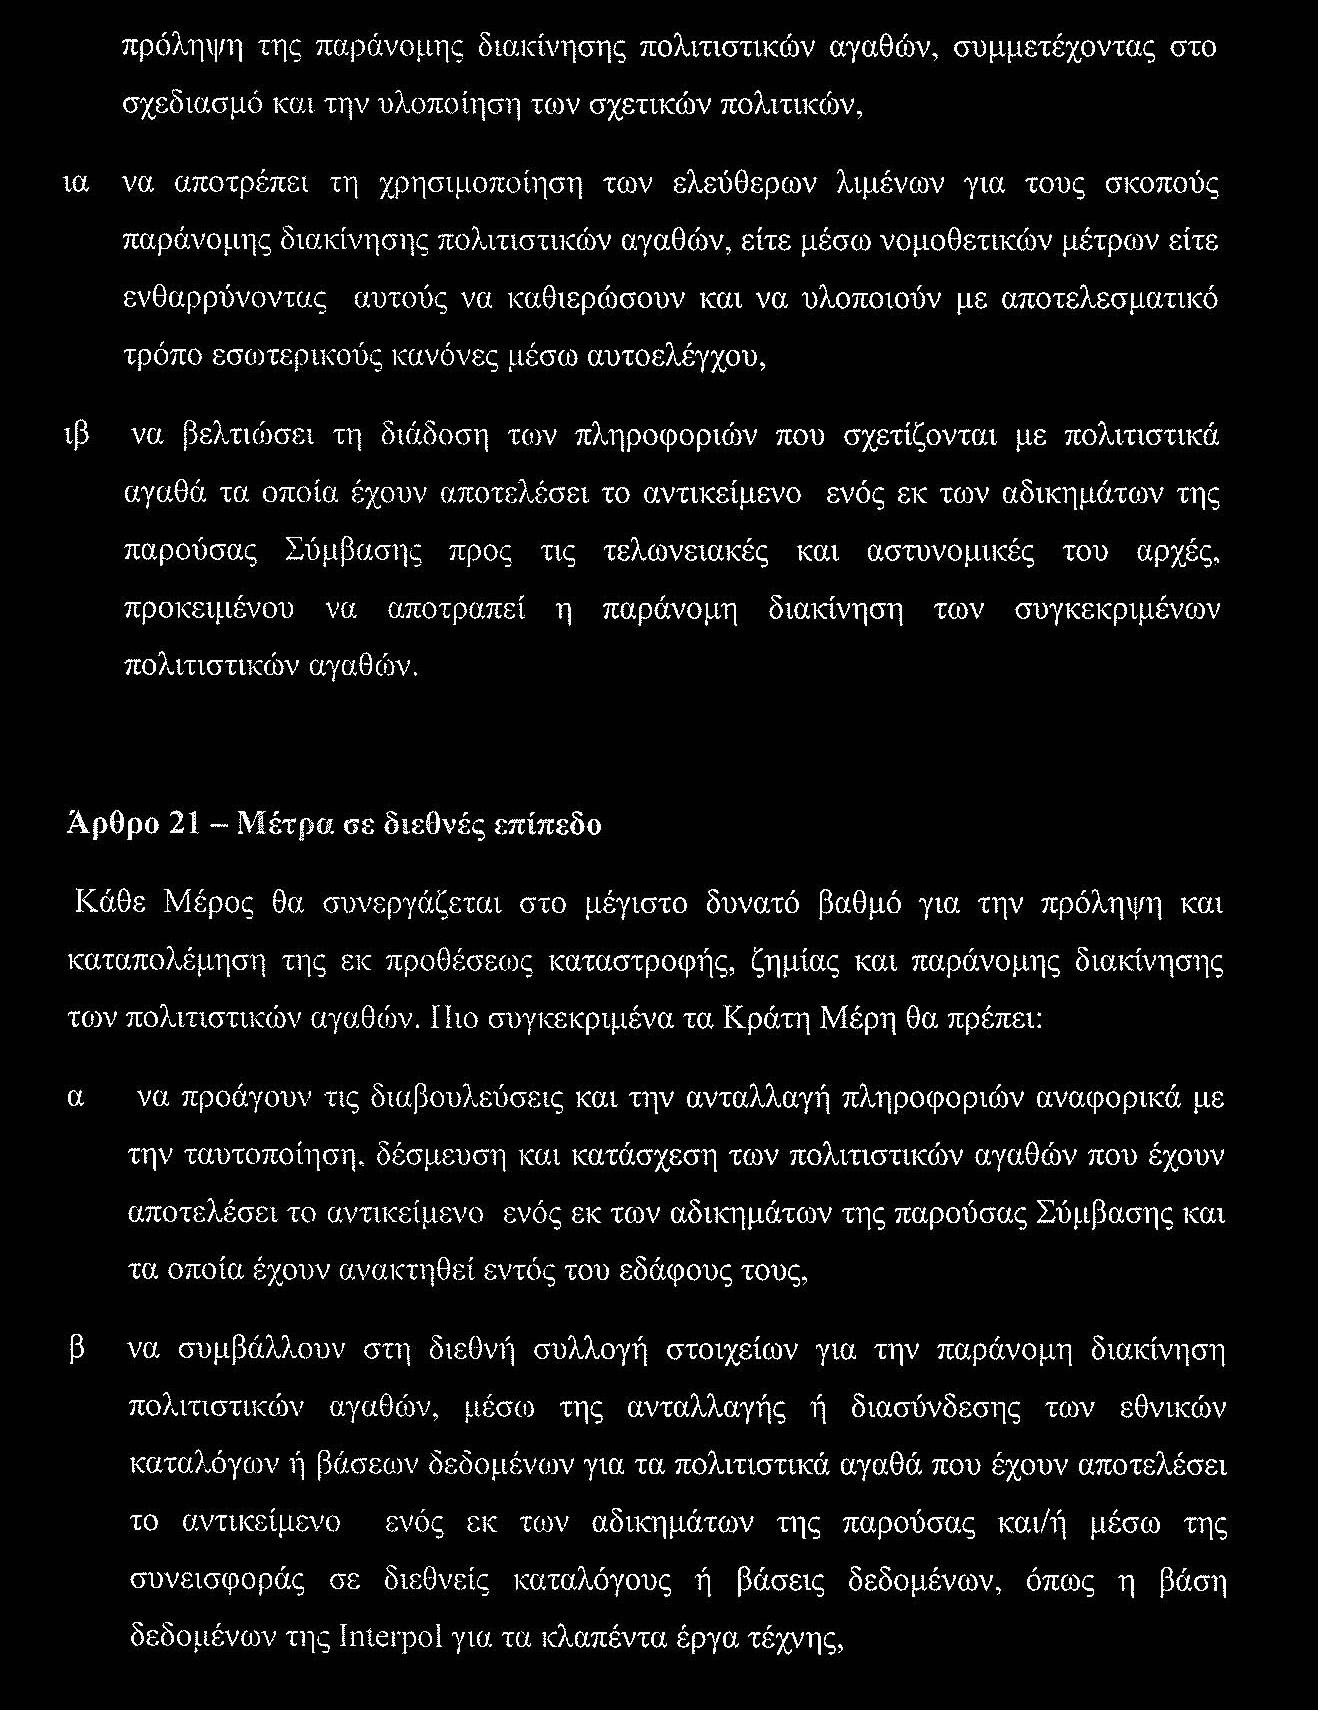 πρόληψη της παράνομης διακίνησης πολιτιστικών αγαθών, συμμετέχοντας στο
σχεδιασμό και την υλοποίηση των σχετικών πολιτικών,
ια να αποτρέπει τη χρησιμοποίηση των ελεύθερων λιμένων για τους σκοπούς
παράνομης διακίνησης πολιτιστικών αγαθών, είτε μέσω νομοθετικών μέτρων είτε
ενθαρρύνοντας αυτούς να καθιερώσουν και να υλοποιούν με αποτελεσματικό
τρόπο εσωτερικούς κανόνες μέσω αυτοελέγχου,
ιβ να βελτιώσει τη διάδοση των πληροφοριών που σχετίζονται με πολιτιστικά
αγαθά τα οποία έχουν αποτελέσει το αντικείμενο ενός εκ των αδικημάτων της
παρούσας Σύμβασης προς τις τελωνειακές και αστυνομικές του αρχές,
προκειμένου να αποτραπεί η παράνομη διακίνηση των συγκεκριμένων
πολιτιστικών αγαθών.
Άρθρο 21 – Μέτρα σε διεθνές επίπεδο
Κάθε Μέρος θα συνεργάζεται στο μέγιστο δυνατό βαθμό για την πρόληψη και
καταπολέμηση της εκ προθέσεως καταστροφής, ζημίας και παράνομης διακίνησης
των πολιτιστικών αγαθών. Πιο συγκεκριμένα τα Κράτη Μέρη θα πρέπει:
α να προάγουν τις διαβουλεύσεις και την ανταλλαγή πληροφοριών αναφορικά με
την ταυτοποίηση, δέσμευση και κατάσχεση των πολιτιστικών αγαθών που έχουν
αποτελέσει το αντικείμενο ενός εκ των αδικημάτων της παρούσας Σύμβασης και
τα οποία έχουν ανακτηθεί εντός του εδάφους τους,
β να συμβάλλουν στη διεθνή συλλογή στοιχείων για την παράνομη διακίνηση
πολιτιστικών αγαθών, μέσω της ανταλλαγής ή διασύνδεσης των εθνικών
καταλόγων ή βάσεων δεδομένων για τα πολιτιστικά αγαθά που έχουν αποτελέσει
το αντικείμενο ενός εκ των αδικημάτων της παρούσας και/ή μέσω της
συνεισφοράς σε διεθνείς καταλόγους ή βάσεις δεδομένων, όπως η βάση
δεδομένων της Interpol για τα κλαπέντα έργα τέχνης,